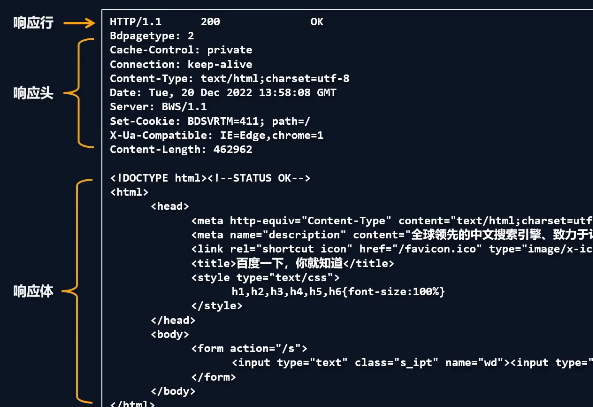 响应行
HTTP/1.1 200 OK
响应头
Bdpagetype: 2
Cache-Control: private
Connection: keep-alive
Content-Type: text/html;charset=utf-8
Date: Tue, 20 Dec 2022 13:58:08 GMT
Server: BWS/1.1
Set-Cookie: BDSVRTM=411; path=/
X-Ua-Compatible: IE=Edge,chrome=1
Content-Length: 462962
响应体
<!DOCTYPE html><!--STATUS OK-->
<html>
<head>
<meta http-equiv="Content-Type" content="text/html;charset=utf
<meta name="description" content="全球领先的中文搜索引擎、致力于
<link rel="shortcut icon" href="/favicon.ico" type="image/x-ic
<title>百度一下，你就知道</title>
<style type="text/css">
h1,h2,h3,h4,h5,h6{font-size:100%}
</style>
</head>
<body>
<form action="/s">
<input type="text" class="s_ipt" name="wd"><input type="
</form>
</body>
</html>